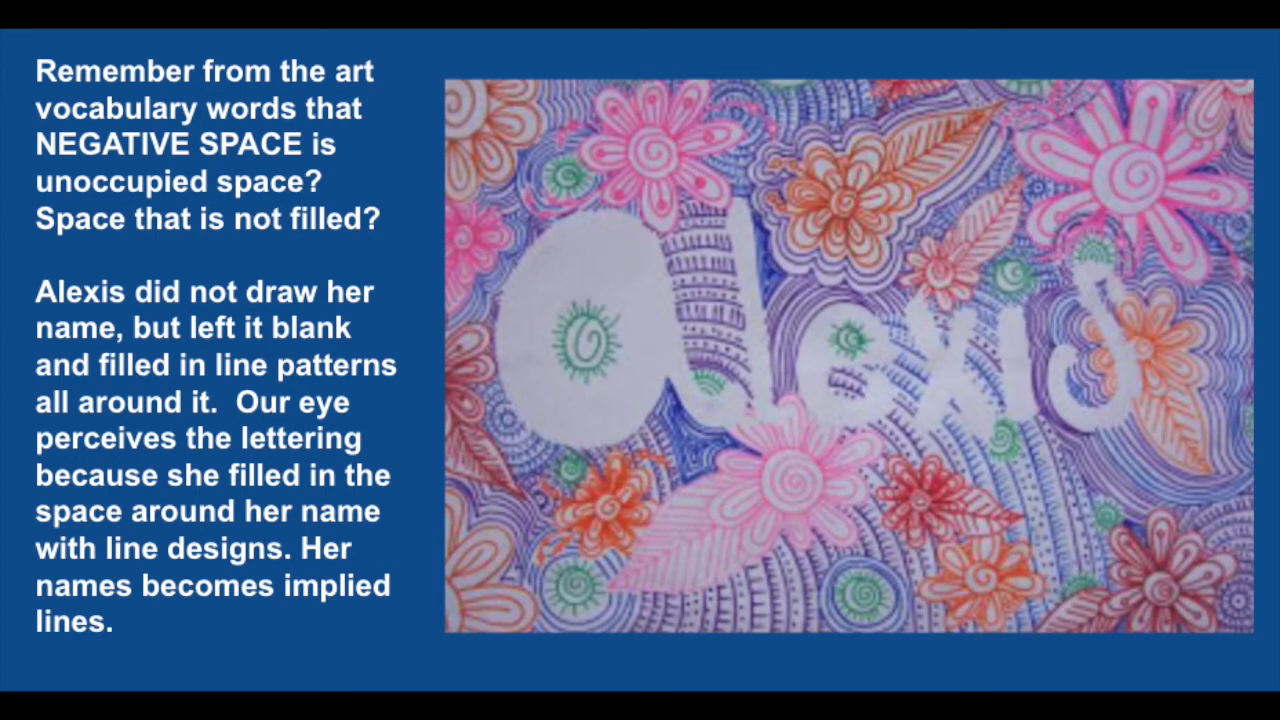 Remember from the art
vocabulary words that
NEGATIVE SPACE is
unoccupied space?
Space that is not filled?
Alexis did not draw her
name, but left it blank
and filled in line patterns
all around it.  Our eye
perceives the lettering
because she filled in the
space around her name
with line designs. Her
names becomes implied
lines.
alexis